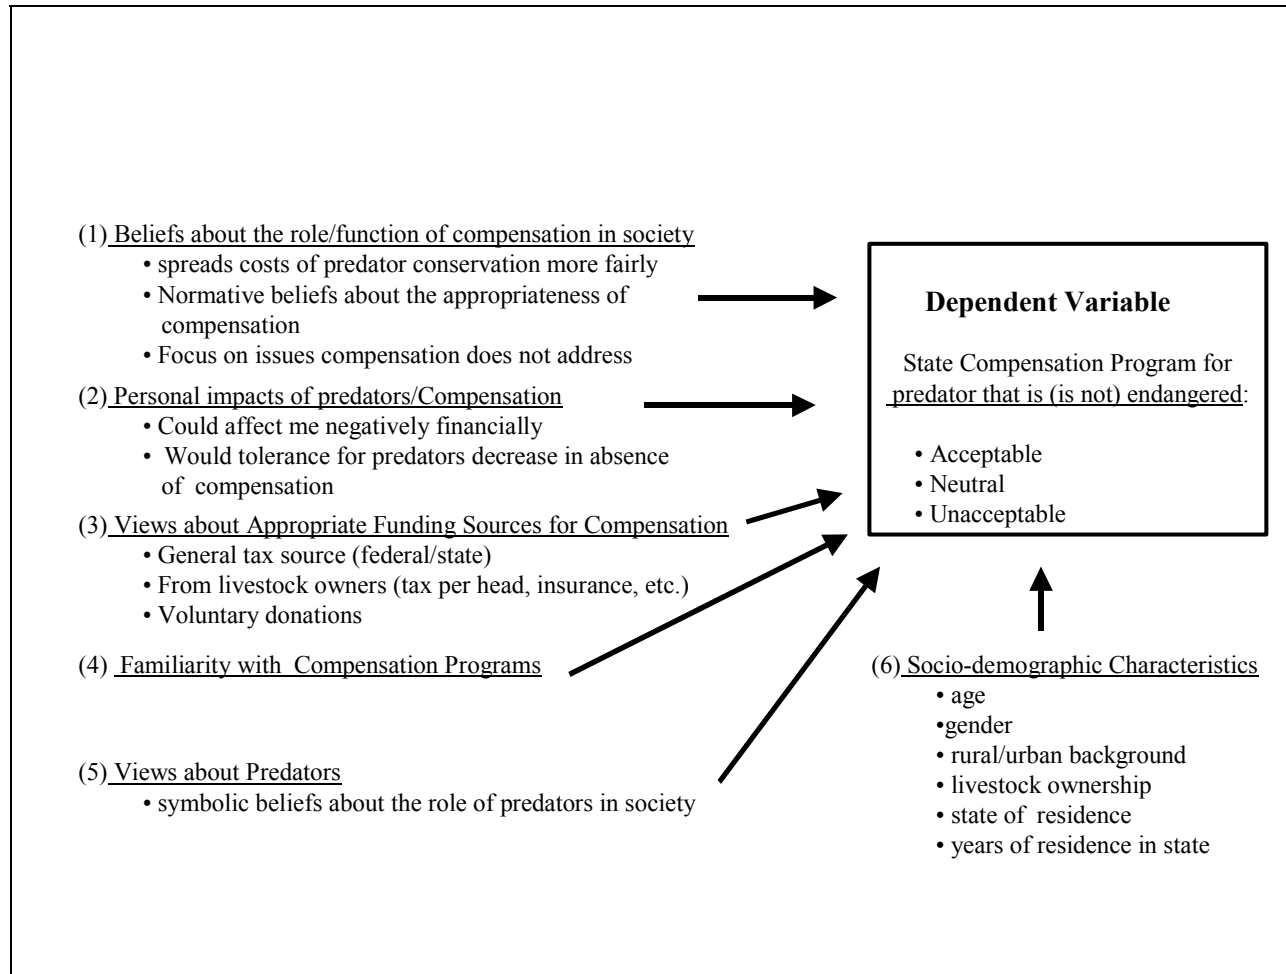 (1) Beliefs about the role/function of compensation in society
• spreads costs of predator conservation more fairly
• Normative beliefs about the appropriateness of
compensation
• Focus on issues compensation does not address
(2) Personal impacts of predators/Compensation
• Could affect me negatively financially
• Would tolerance for predators decrease in absence
of compensation
(3) Views about Appropriate Funding Sources for Compensation
• General tax source (federal/state)
• From livestock owners (tax per head, insurance, etc.)
• Voluntary donations
(4) Familiarity with Compensation Programs
(5) Views about Predators
• symbolic beliefs about the role of predators in society
Dependent Variable
State Compensation Program for
predator that is (is not) endangered:
• Acceptable
• Neutral
• Unacceptable
(6) Socio-demographic Characteristics
• age
•gender
• rural/urban background
• livestock ownership
• state of residence
• years of residence in state